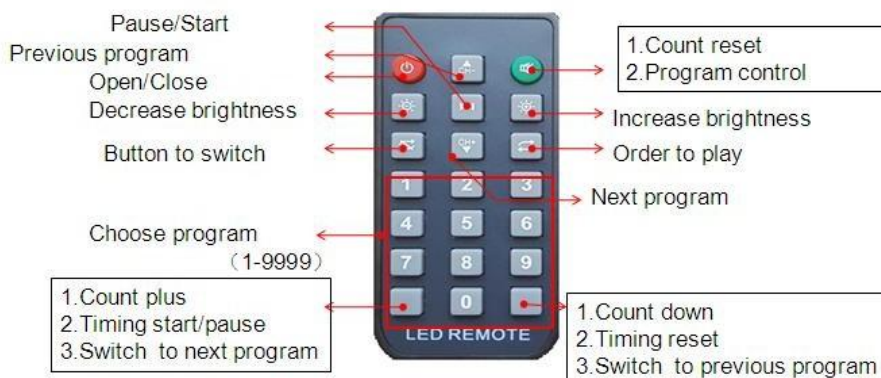 Pause/Start
Previous program
Open/Close
Decrease brightness
Button to switch
Choose program
（1-9999）
1.Count plus
2.Timing start/pause
3.Switch to next program
CH-
CH+
1 2 3
4 5 6
7 8 9
0
LED REMOTE
1.Count reset
2.Program control
Increase brightness
Order to play
Next program
1.Count down
2.Timing reset
3.Switch to previous program